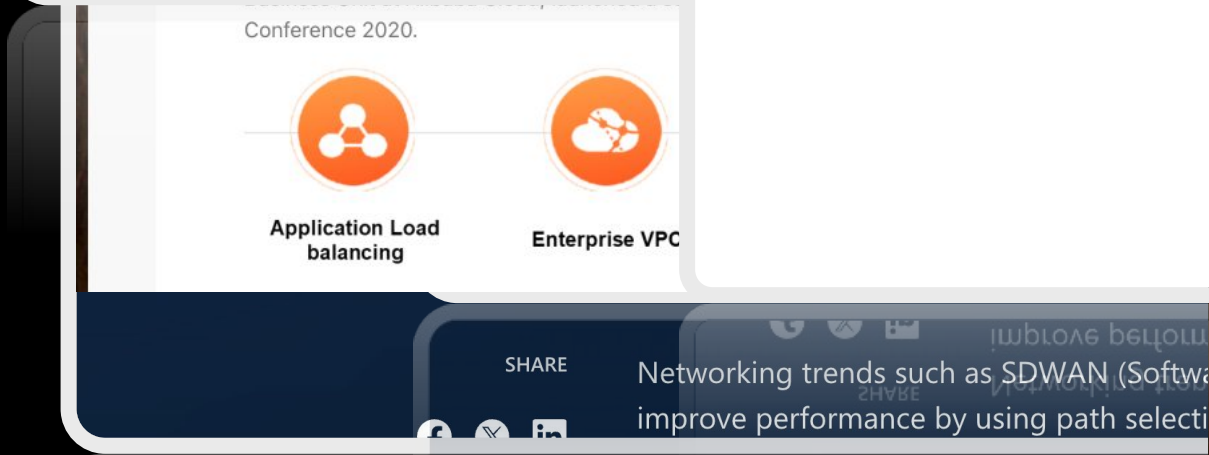 Conference 2020.
Application Load
balancing
Enterprise VPC
SHARE
Networking trends such as SDWAN (Softwa
improve performance by using path selecti